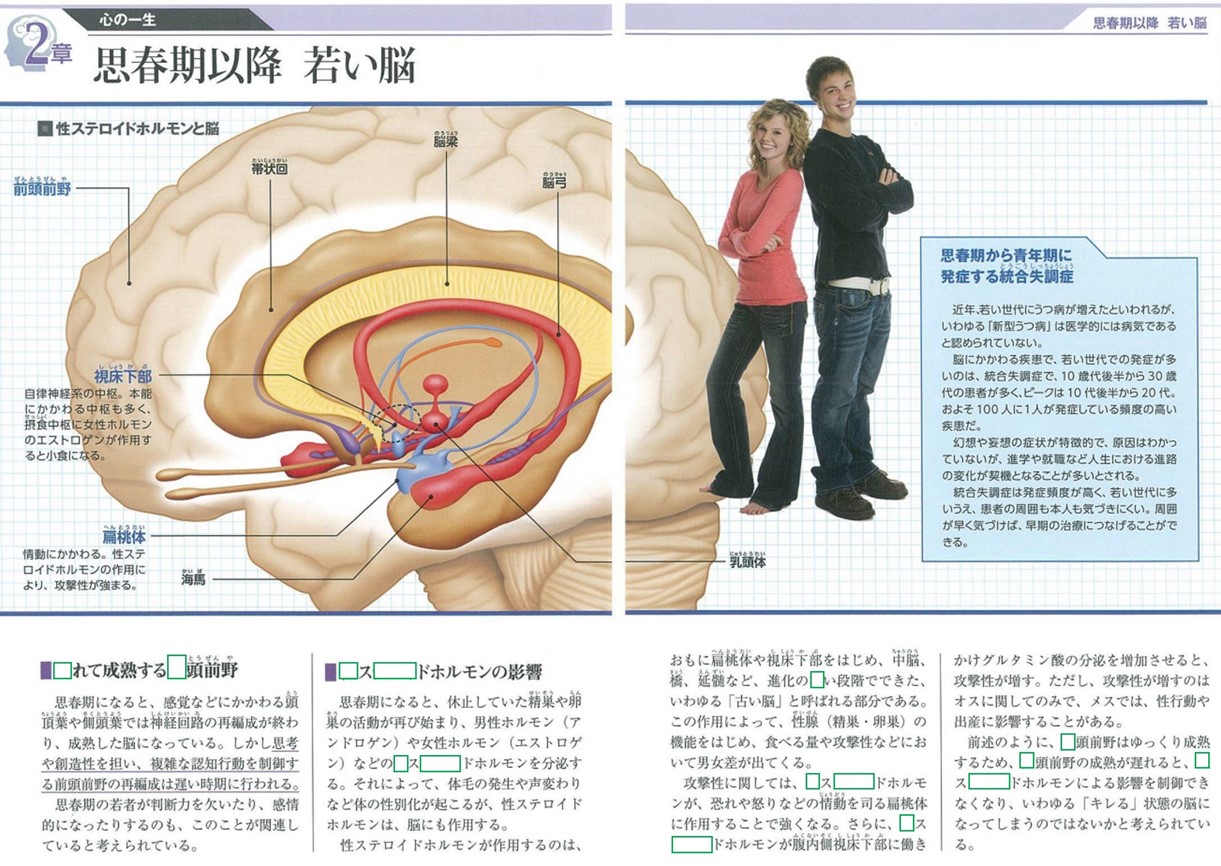 心の一生
2章
思春期以降 若い脳
思春期以降 若い脳
■性ステロイドホルモンと脳
前頭前野
帯状回
脳梁
脳弓
視床下部
自律神経系の中枢。本能
にかかわる中枢も多く、
摂食中枢に女性ホルモン
のエストロゲンが作用す
ると小食になる。
扁桃体
情動にかかわる。性ステ
ロイドホルモンの作用に
より、攻撃性が強まる。
海馬
乳頭体
思春期から青年期に
発症する統合失調症
近年、若い世代にうつ病が増えたといわれるが、
いわゆる「新型うつ病」は医学的には病気である
と認められていない。
脳にかかわる疾患で、若い世代での発症が多
いのは、統合失調症で、10歳代後半から30歳
代の患者が多く、ピークは10代後半から20代。
およそ100人に1人が発症している頻度の高い
疾患だ。
幻想や妄想の症状が特徴的で、原因はわかっ
ていないが、進学や就職など人生における進路
の変化が契機となることが多いとされる。
統合失調症は発症頻度が高く、若い世代に多
いうえ、患者の周囲も本人も気づきにくい。周囲
が早く気づけば、早期の治療につなげることがで
きる。
れて成熟する 頭前野
思春期になると、感覚などにかかわる頭
頂葉や側頭葉では神経回路の再編成が終わ
り、成熟した脳になっている。しかし思考
や創造性を担い、複雑な認知行動を制御す
る前頭前野の再編成は遅い時期に行われる。
思春期の若者が判断力を欠いたり、感情
的になったりするのも、このことが関連し
ていると考えられている。
ス ドホルモンの影響
思春期になると、休止していた精巣や卵
巣の活動が再び始まり、男性ホルモン（ア
ンドロゲン）や女性ホルモン（エストロゲ
ン）などの ス ドホルモンを分泌す
る。それによって、体毛の発生や声変わり
など体の性別化が起こるが、性ステロイド
ホルモンは、脳にも作用する。
性ステロイドホルモンが作用するのは、
おもに扁桃体や視床下部をはじめ、中脳、
橋、延髄など、進化の い段階でできた、
いわゆる「古い脳」と呼ばれる部分である。
この作用によって、性腺（精巣・卵巣）の
機能をはじめ、食べる量や攻撃性などにお
いて男女差が出てくる。
攻撃性に関しては、 ス ドホルモ
ンが、恐れや怒りなどの情動を司る扁桃体
に作用することで強くなる。さらに、 ス
ドホルモンが腹内側視床下部に働き
かけグルタミン酸の分泌を増加させると、
攻撃性が増す。ただし、攻撃性が増すのは
オスに関してのみで、メスでは、性行動や
出産に影響することがある。
前述のように、 頭前野はゆっくり成熟
するため、 頭前野の成熟が遅れると、
ス ドホルモンによる影響を制御でき
なくなり、いわゆる「キレる」状態の脳に
なってしまうのではないかと考えられてい
る。